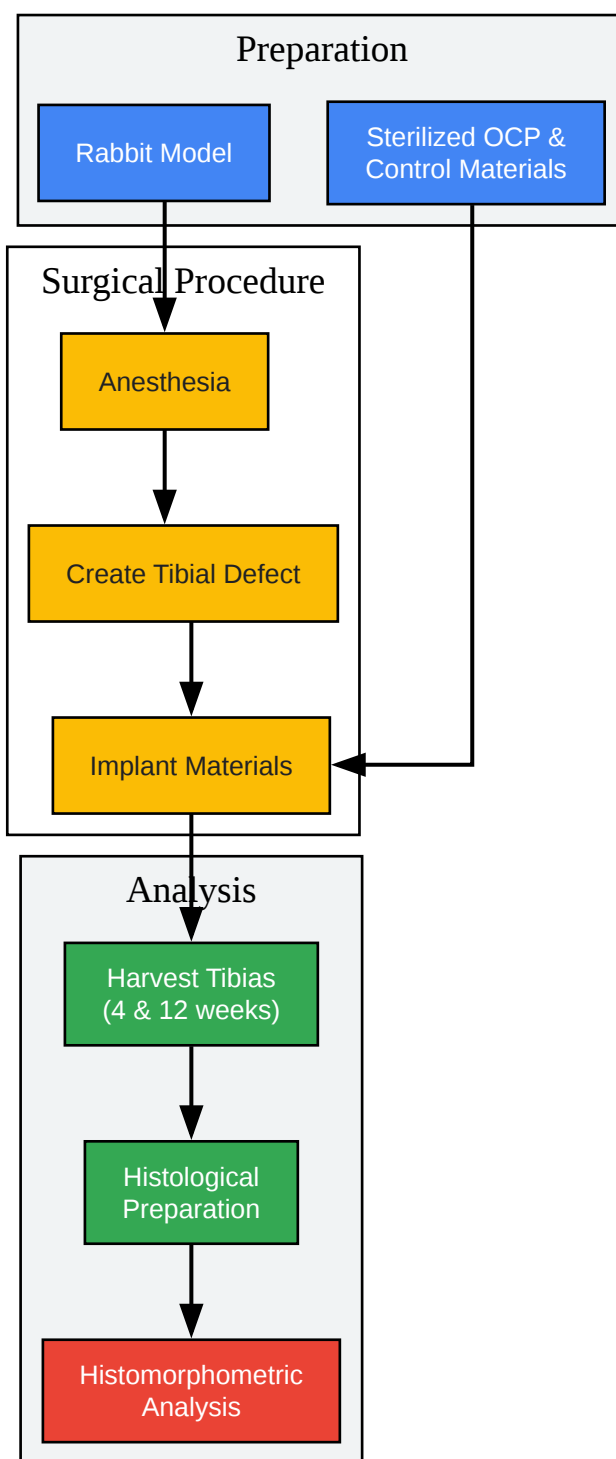 Preparation
Rabbit Model
Sterilized OCP &
Control Materials
Surgical Procedure
Anesthesia
Create Tibial Defect
Implant Materials
Analysis
Harvest Tibias
(4 & 12 weeks)
Histological
Preparation
Histomorphometric
Analysis